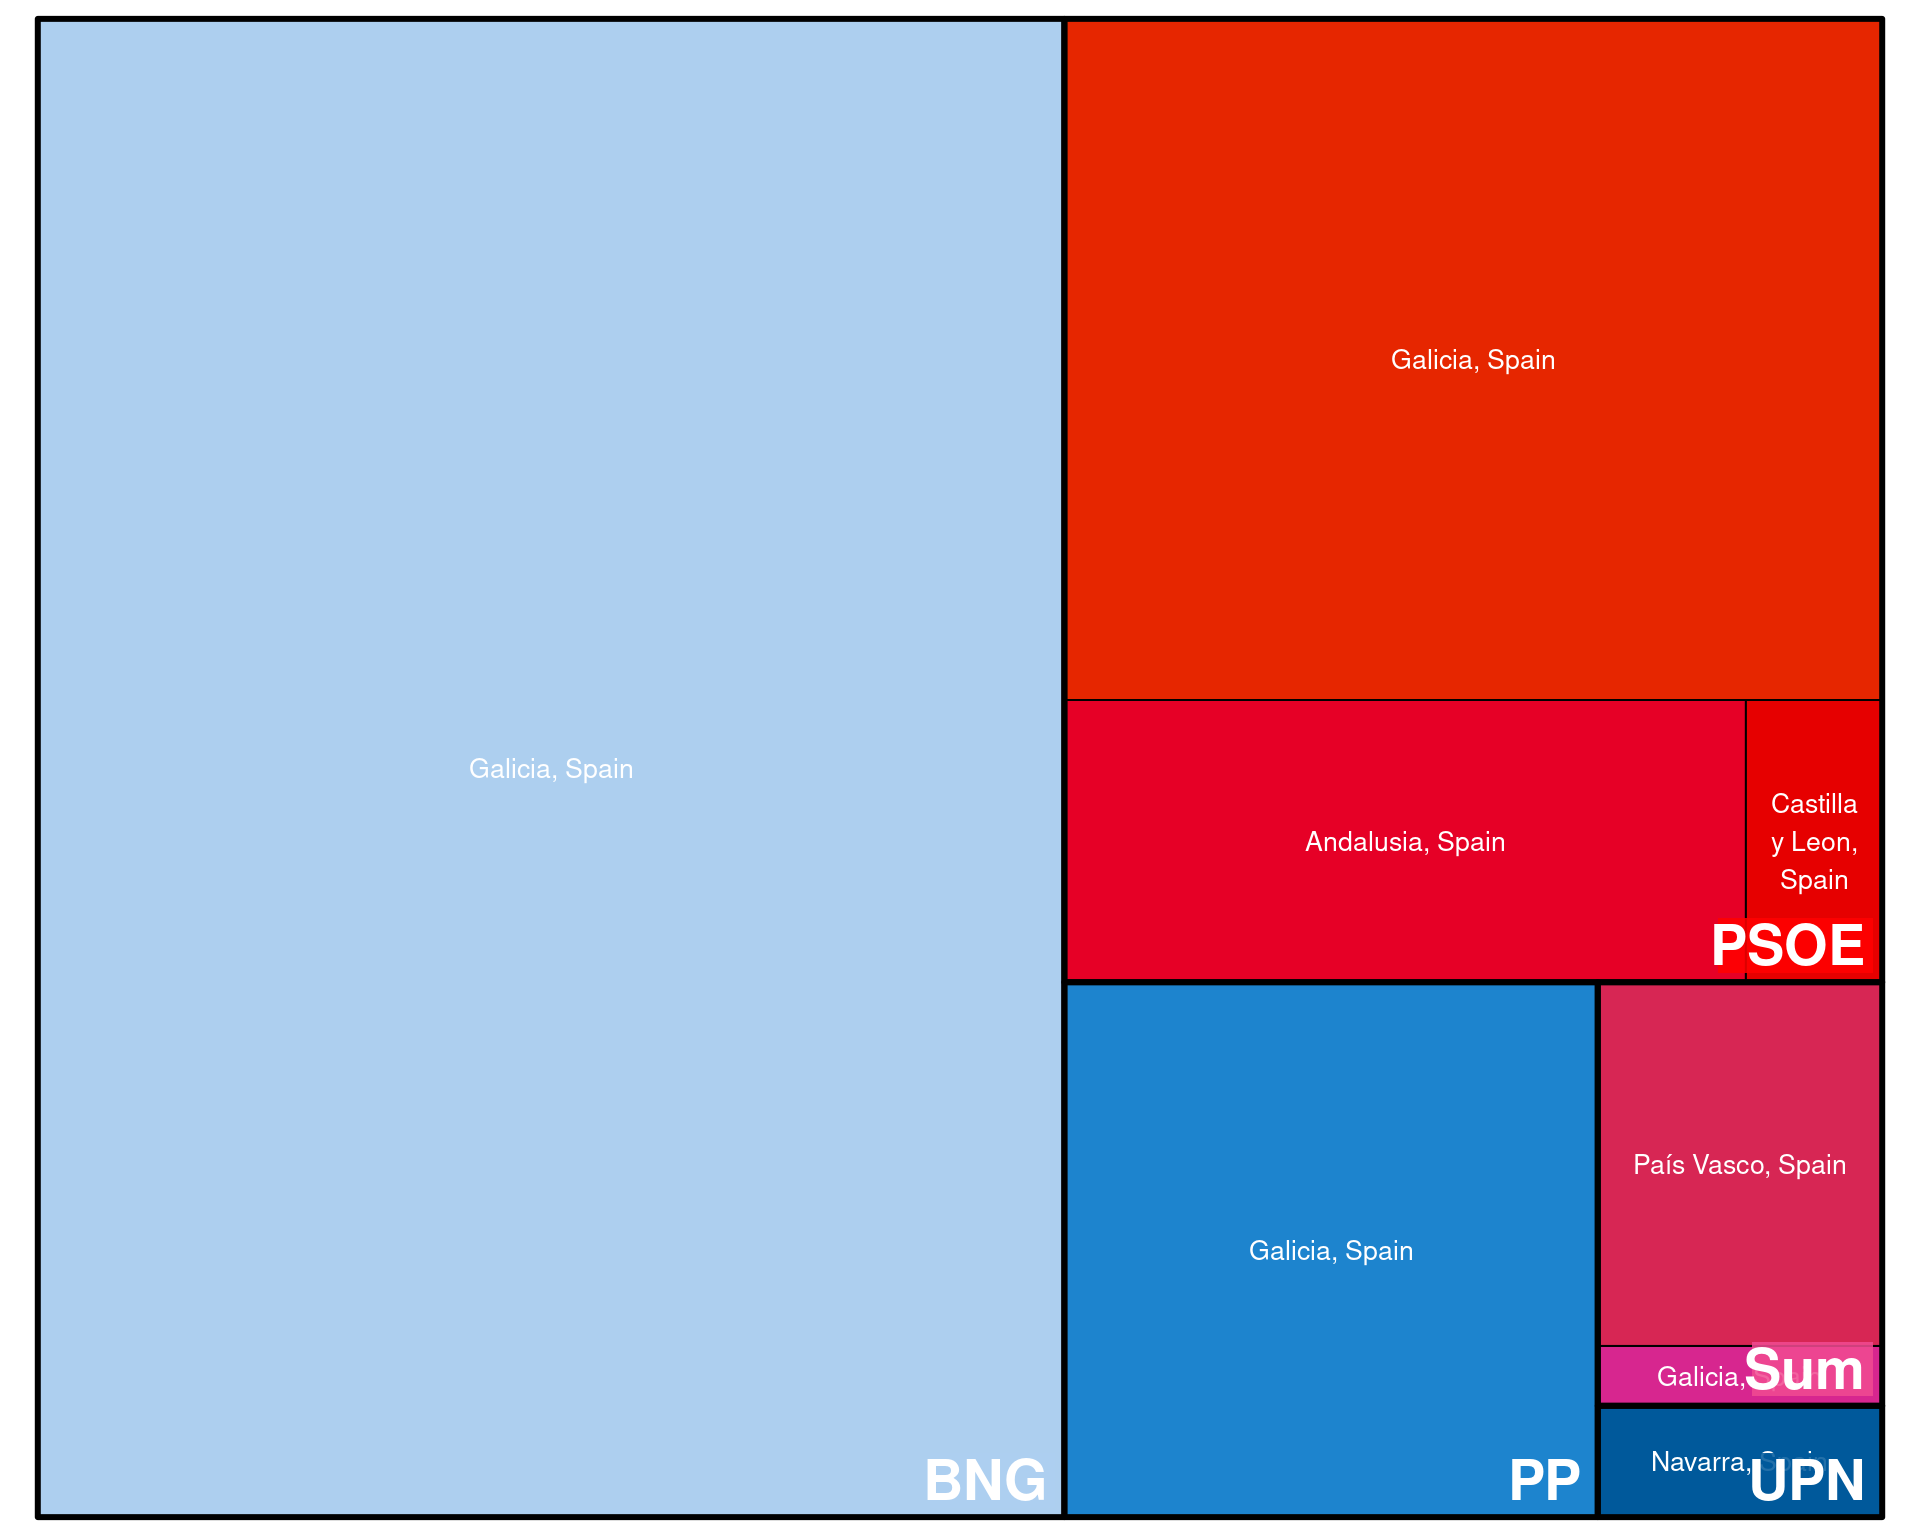 Galicia, Spain
BNG
Galicia, Spain
Andalusia, Spain
Castilla
y Leon,
Spain
PSOE
Galicia, Spain
PP
País Vasco, Spain
Galicia,
Sum
Navarra, Spain
UPN